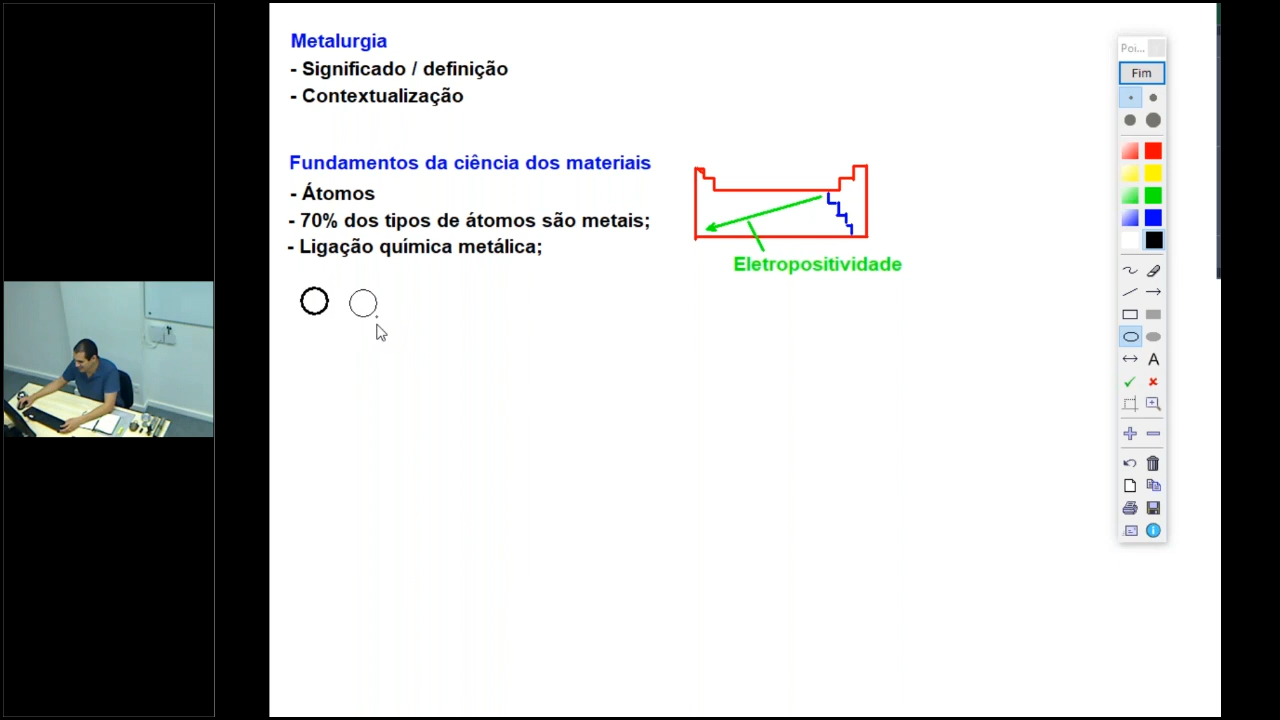 Metalurgia
- Significado / definição
- Contextualização
Fundamentos da ciência dos materiais
- Átomos
- 70% dos tipos de átomos são metais;
- Ligação química metálica;
Eletropositividade
Poi...
Fim
A